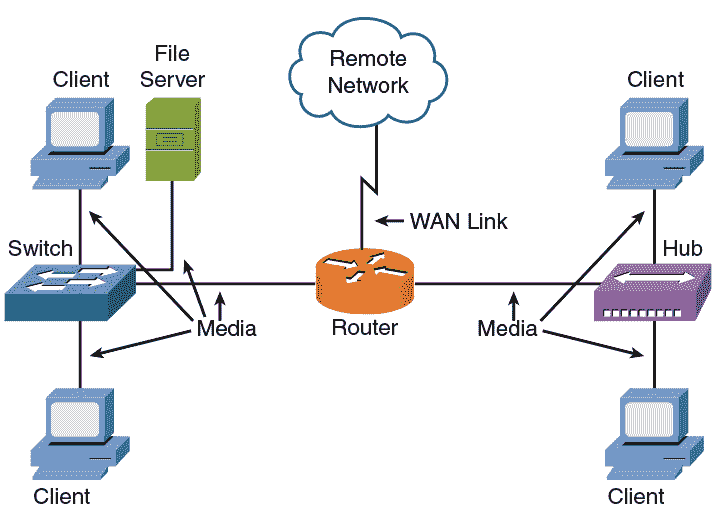 File
Server
Client
Remote
Network
Client
WAN Link
Switch
Hub
Media
Router
Media
Client
Client